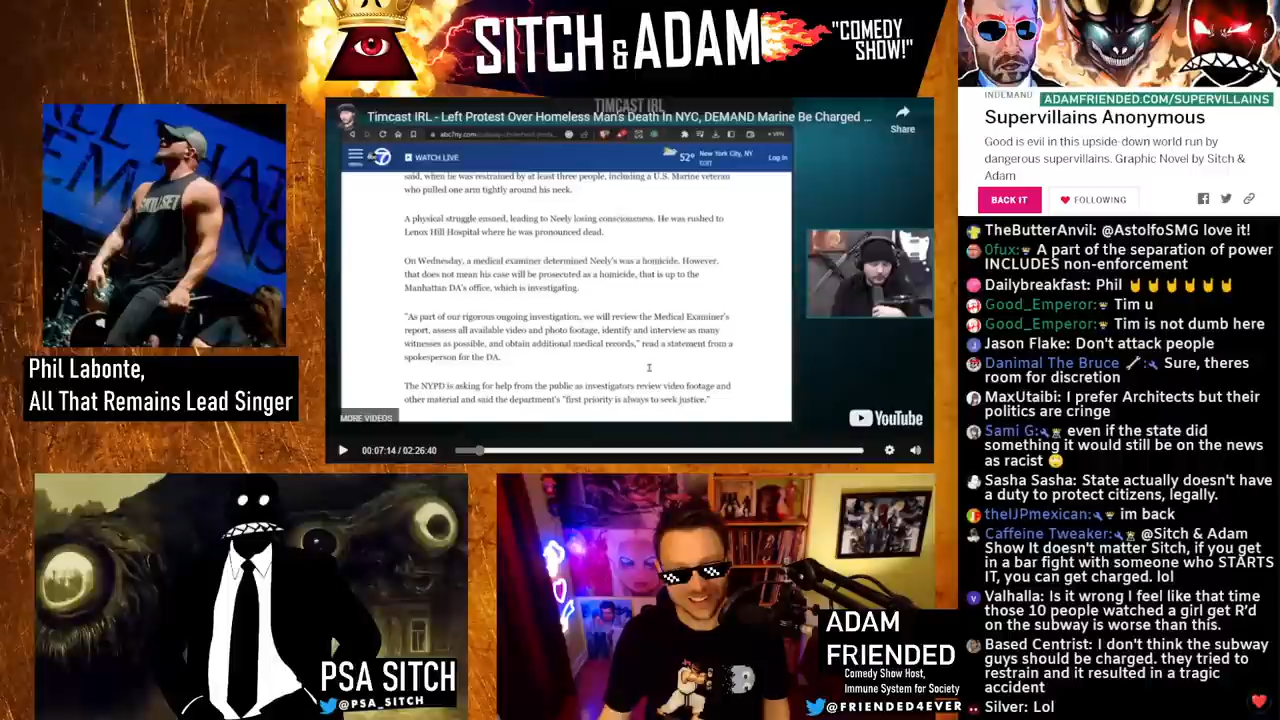 SITCH & ADAM
"COMEDY
SHOW!"
TIMCAST IRL
Timcast IRL - Left Protest Over Homeless Man's Death In NYC, DEMAND Marine Be Charged ...
Share
WATCH LIVE
52°
New York City, NY
Log In
said, when he was restrained by at least three people, including a U.S. Marine veteran
who pulled one arm tightly around his neck.
A physical struggle ensued, leading to Neely losing consciousness. He was rushed to
Lenox Hill Hospital where he was pronounced dead.
On Wednesday, a medical examiner determined Neely's was a homicide. However,
that does not mean his case will be prosecuted as a homicide, that is up to the
Manhattan DA's office, which is investigating.
"As part of our rigorous ongoing investigation, we will review the Medical Examiner's
report, assess all available video and photo footage, identify and interview as many
witnesses as possible, and obtain additional medical records," read a statement from a
spokesperson for the DA.
The NYPD is asking for help from the public as investigators review video footage and
other material and said the department's "first priority is always to seek justice."
MORE VIDEOS
YouTube
00:07:14 / 02:26:40
Phil Labonte,
All That Remains Lead Singer
PSA SITCH
@PSA_SITCH
ADAM
FRIENDED
Comedy Show Host,
Immune System for Society
@FRIENDED4EVER
INDEMAND
ADAMFRIENDED.COM/SUPERVILLAINS
Supervillains Anonymous
Good is evil in this upside-down world run by
dangerous supervillains. Graphic Novel by Sitch &
Adam
BACK IT
FOLLOWING
TheButterAnvil: @AstolfoSMG love it!
0fux: A part of the separation of power
INCLUDES non-enforcement
Dailybreakfast: Phil 🤘🤘🤘🤘🤘🤘
Good_Emperor: Tim u
Good_Emperor: Tim is not dumb here
Jason Flake: Don't attack people
Danimal The Bruce: Sure, theres
room for discretion
MarsUaibi: I prefer Architects but their
politics are cringe
Sami G: even if the state did
something it would still be on the news
as racist 🙄
Sasha Sasha: State actually doesn't have
a duty to protect citizens, legally.
theIJPmexican: im back
Caffeine Tweaker: @Sitch & Adam
Show It doesn't matter Sitch, if you get
in a bar fight with someone who STARTS
IT, you can get charged. lol
Valhalla: Is it wrong I feel like that time
those 10 people watched a girl get R'd
on the subway is worse than this.
Based Centrist: I don't think the subway
guys should be charged. they tried to
restrain and it resulted in a tragic
accident
Silver: Lol